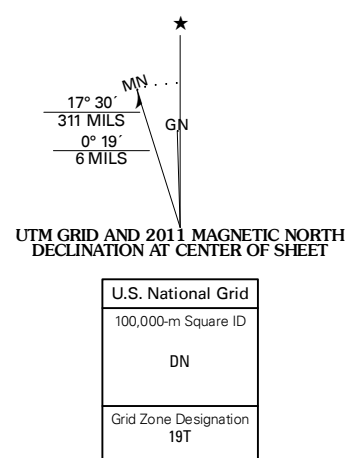 ★
MN
GN
17° 30´
311 MILS
0° 19´
6 MILS
UTM GRID AND 2011 MAGNETIC NORTH
DECLINATION AT CENTER OF SHEET
U.S. National Grid
100,000-m Square ID
DN
Grid Zone Designation
19T